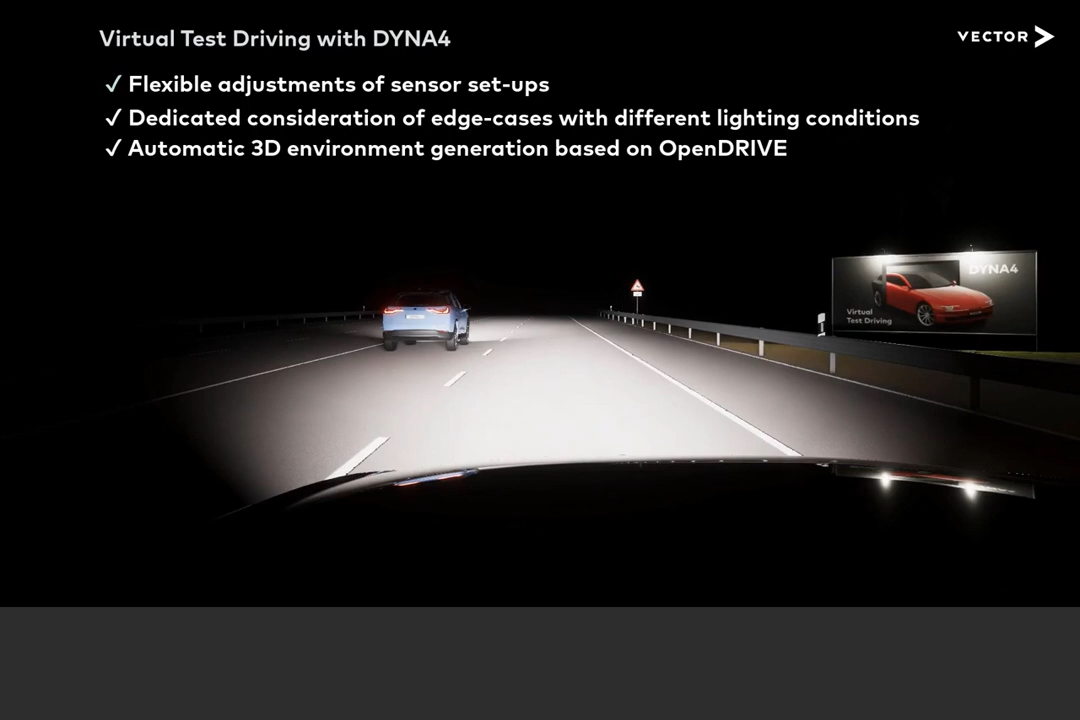 Virtual Test Driving with DYNA4
VECTOR
✓ Flexible adjustments of sensor set-ups
✓ Dedicated consideration of edge-cases with different lighting conditions
✓ Automatic 3D environment generation based on OpenDRIVE
DYNA4
Virtual
Test Driving